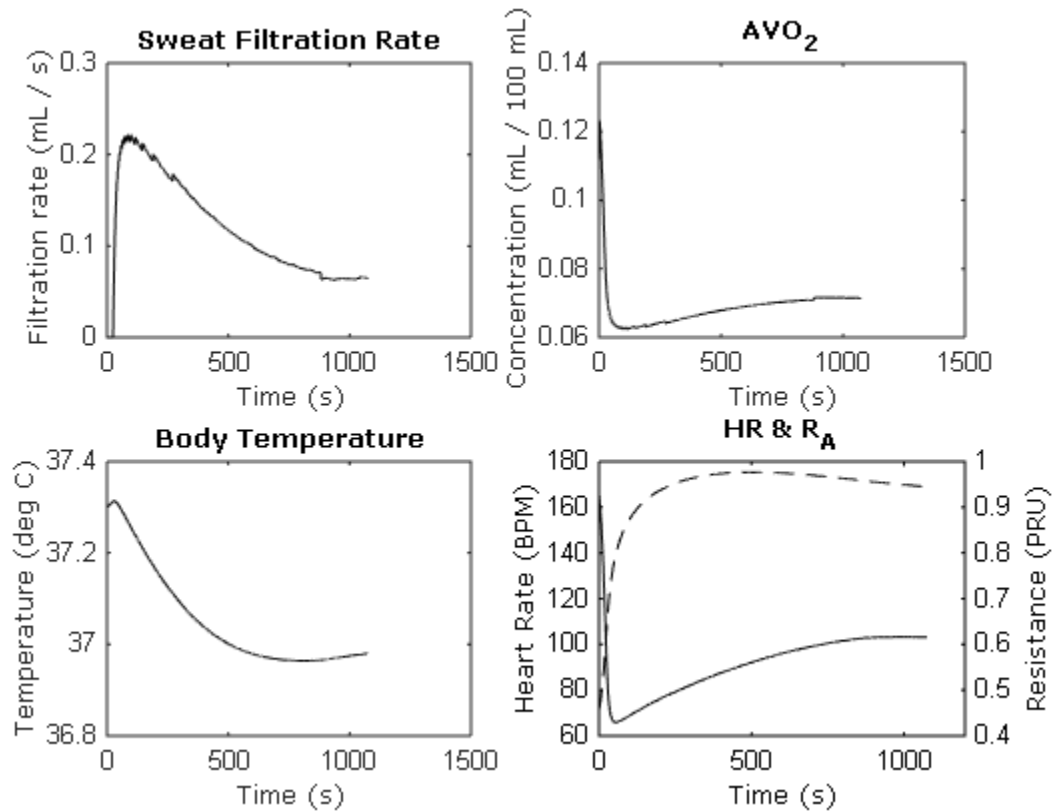 Sweat Filtration Rate
Filtration rate (mL / s)
0.3
0.2
0.1
0
0 500 1000 1500
Time (s)
AVO2
Concentration (mL / 100 mL)
0.14
0.12
0.1
0.08
0.06
0 500 1000 1500
Time (s)
Body Temperature
Temperature (deg C)
37.4
37.2
37
36.8
0 500 1000 1500
Time (s)
HR & RA
Heart Rate (BPM)
180
160
140
120
100
80
60
0 500 1000
Time (s)
1
0.9
0.8
0.7
0.6
0.5
0.4
Resistance (PRU)